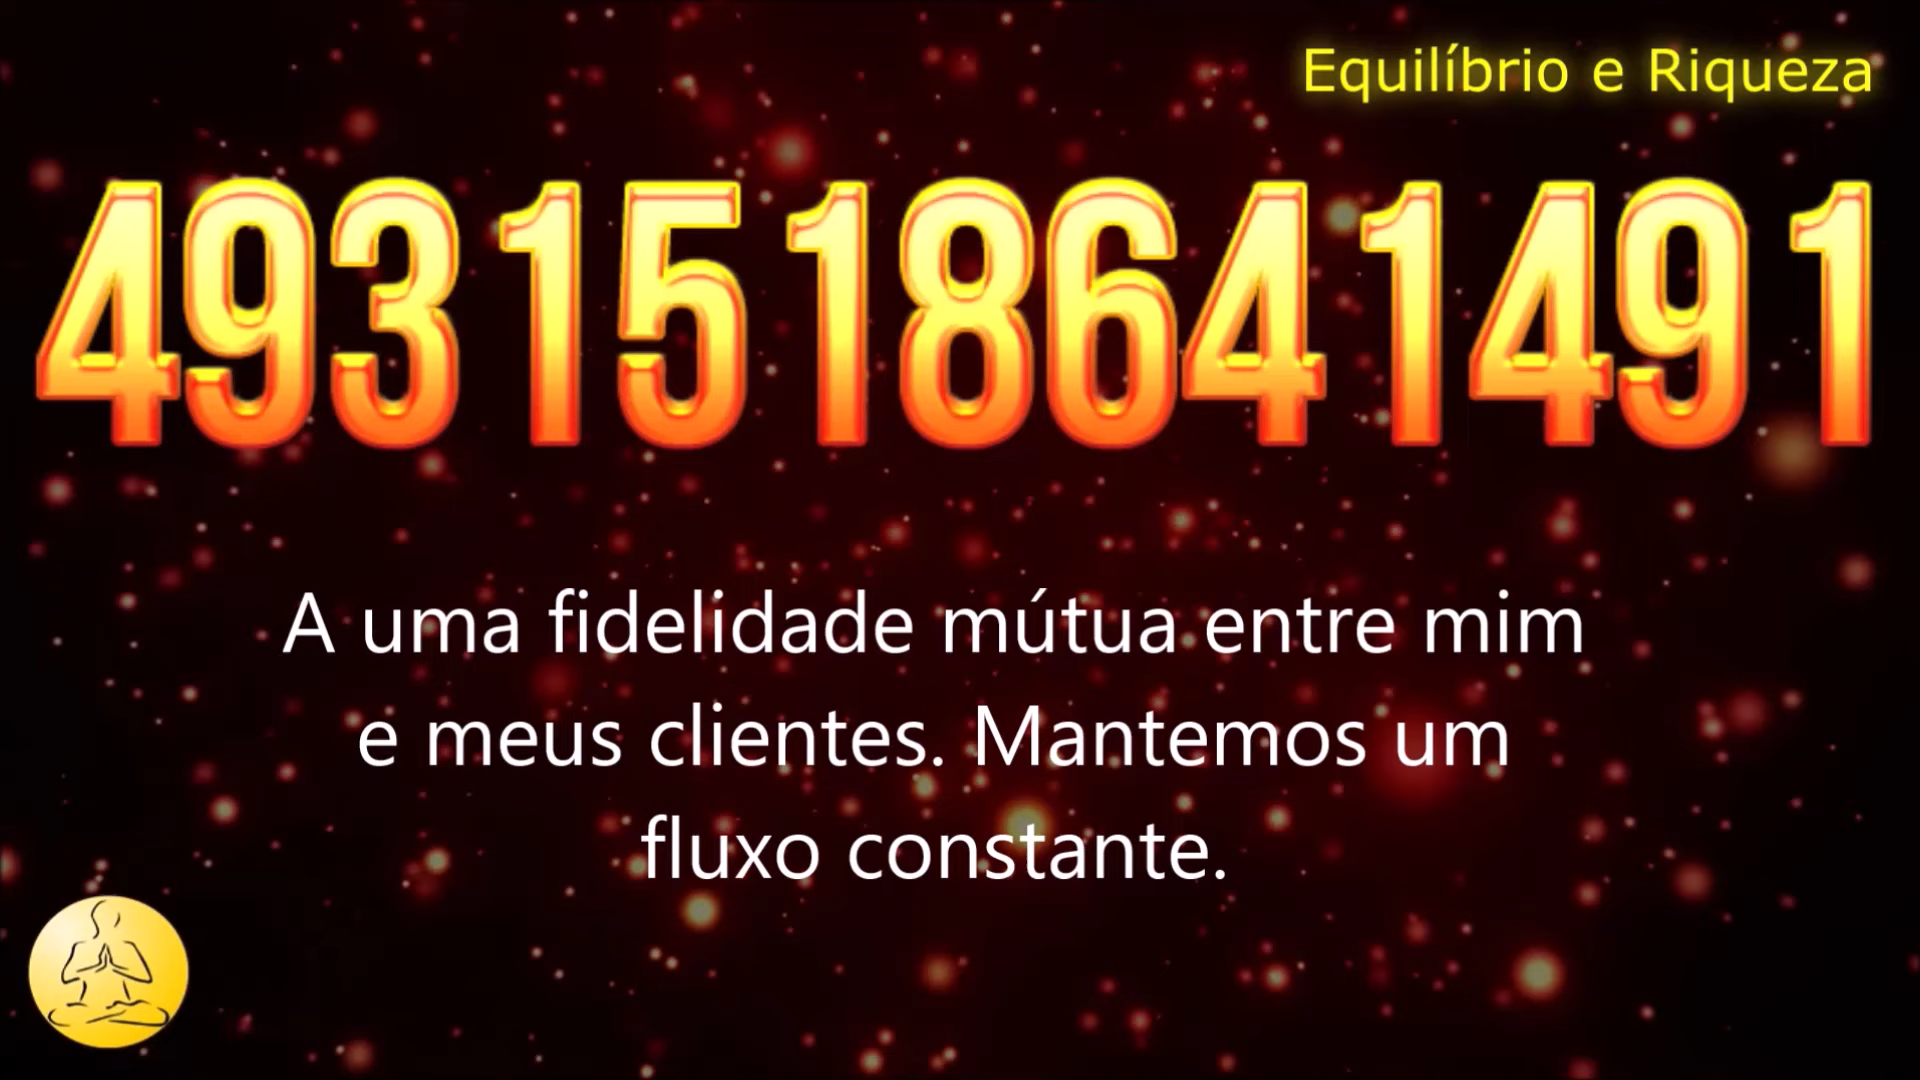 Equilíbrio e Riqueza
4931518641491
A uma fidelidade mútua entre mim
e meus clientes. Mantemos um
fluxo constante.